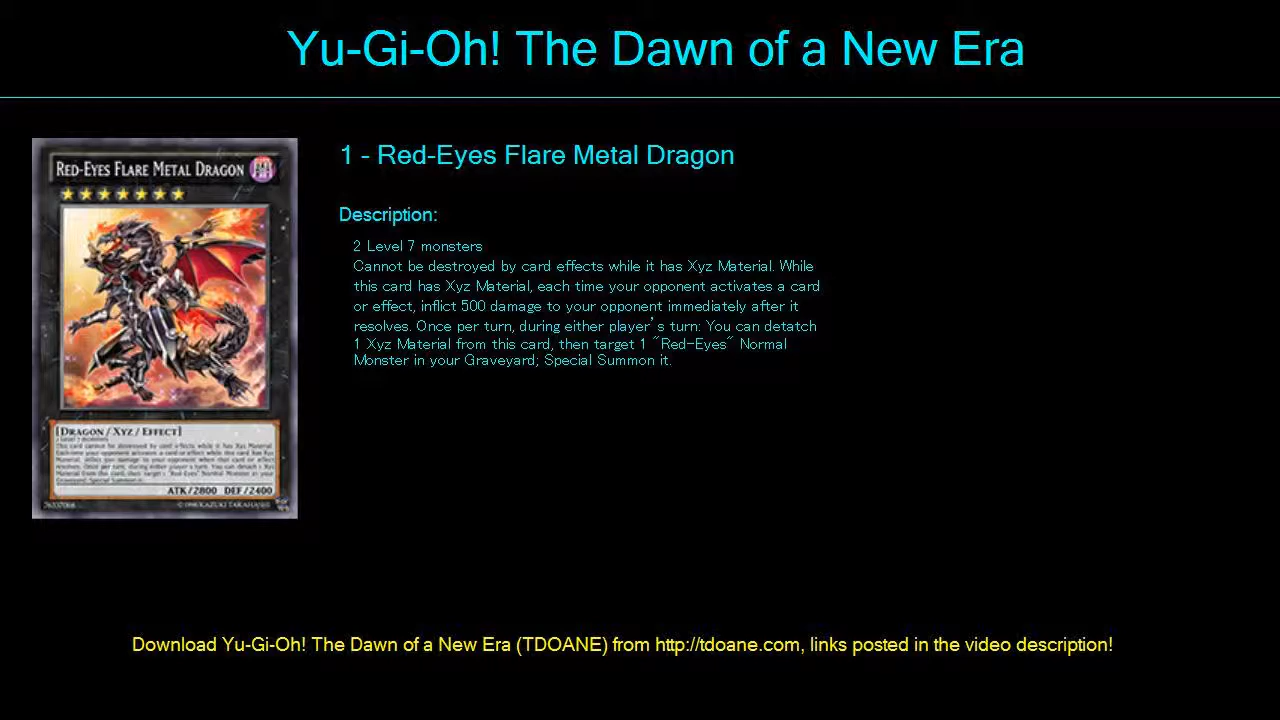 Yu-Gi-Oh! The Dawn of a New Era
RED-EYES FLARE METAL DRAGON
1 - Red-Eyes Flare Metal Dragon
Description:
2 Level 7 monsters
Cannot be destroyed by card effects while it has Xyz Material. While
this card has Xyz Material, each time your opponent activates a card
or effect, inflict 500 damage to your opponent immediately after it
resolves. Once per turn, during either player's turn: You can detatch
1 Xyz Material from this card, then target 1 "Red-Eyes" Normal
Monster in your Graveyard; Special Summon it.
[DRAGON / XYZ / EFFECT]
2 Level 7 monsters
ATK/2800 DEF/2400
Download Yu-Gi-Oh! The Dawn of a New Era (TDOANE) from http://tdoane.com, links posted in the video description!